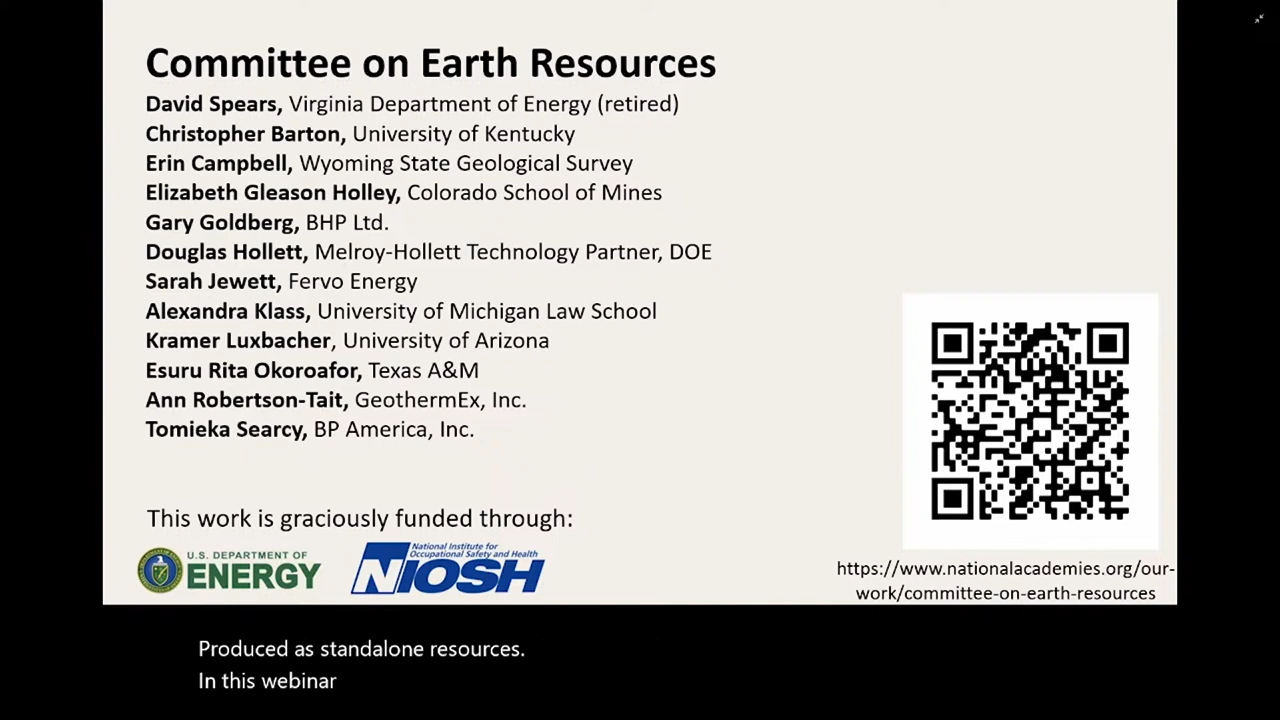 Committee on Earth Resources
David Spears, Virginia Department of Energy (retired)
Christopher Barton, University of Kentucky
Erin Campbell, Wyoming State Geological Survey
Elizabeth Gleason Holley, Colorado School of Mines
Gary Goldberg, BHP Ltd.
Douglas Hollett, Melroy-Hollett Technology Partner, DOE
Sarah Jewett, Fervo Energy
Alexandra Klass, University of Michigan Law School
Kramer Luxbacher, University of Arizona
Esuru Rita Okoroafor, Texas A&M
Ann Robertson-Tait, GeothermEx, Inc.
Tomieka Searcy, BP America, Inc.
This work is graciously funded through:
U.S. DEPARTMENT OF
ENERGY
National Institute for
Occupational Safety and Health
NIOSH
https://www.nationalacademies.org/our-
work/committee-on-earth-resources
Produced as standalone resources.
In this webinar